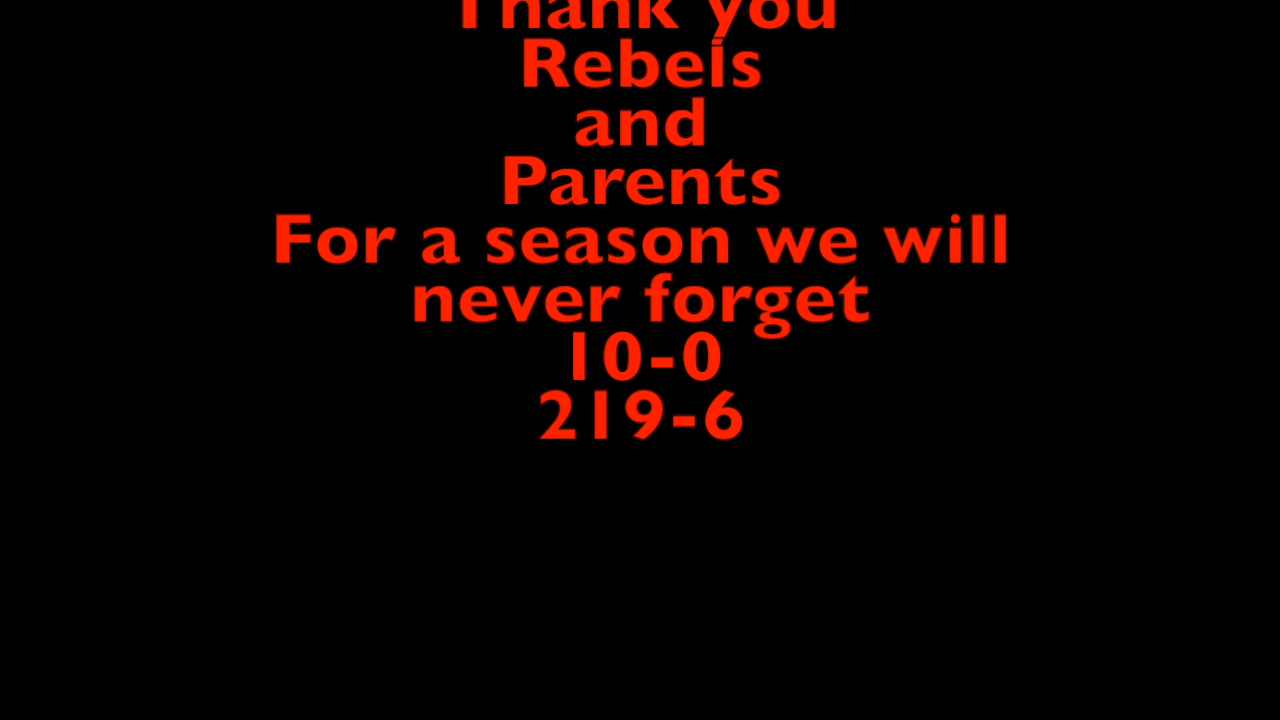 Thank you
Rebels
and
Parents
For a season we will
never forget
10-0
219-6